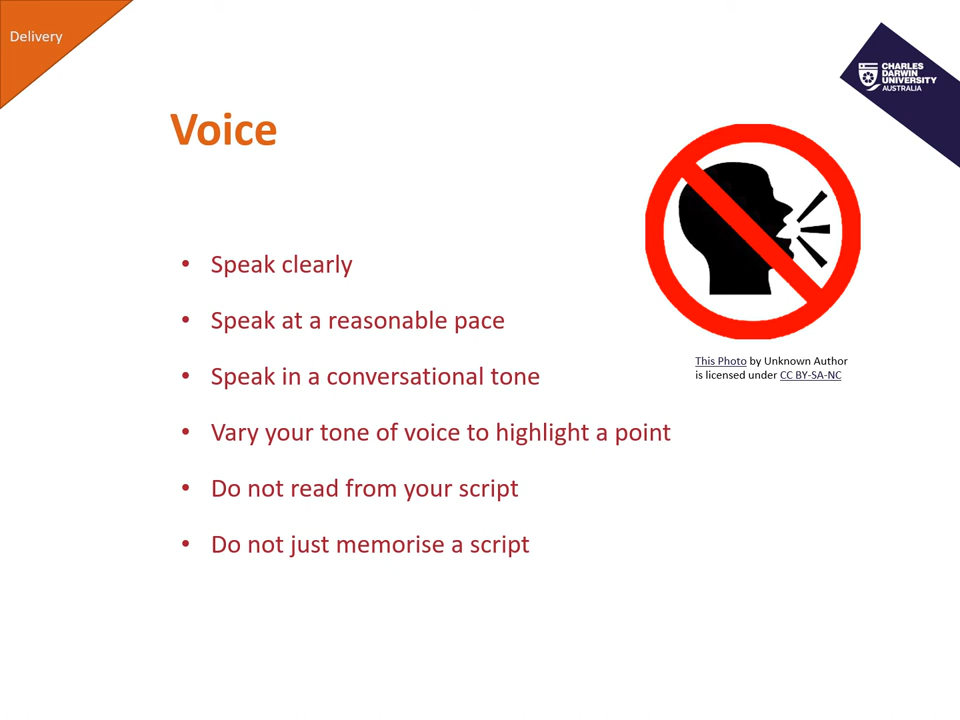 Delivery
CHARLES
DARWIN
UNIVERSITY
AUSTRALIA
Voice
• Speak clearly
• Speak at a reasonable pace
• Speak in a conversational tone
• Vary your tone of voice to highlight a point
• Do not read from your script
• Do not just memorise a script
This Photo by Unknown Author
is licensed under CC BY-SA-NC